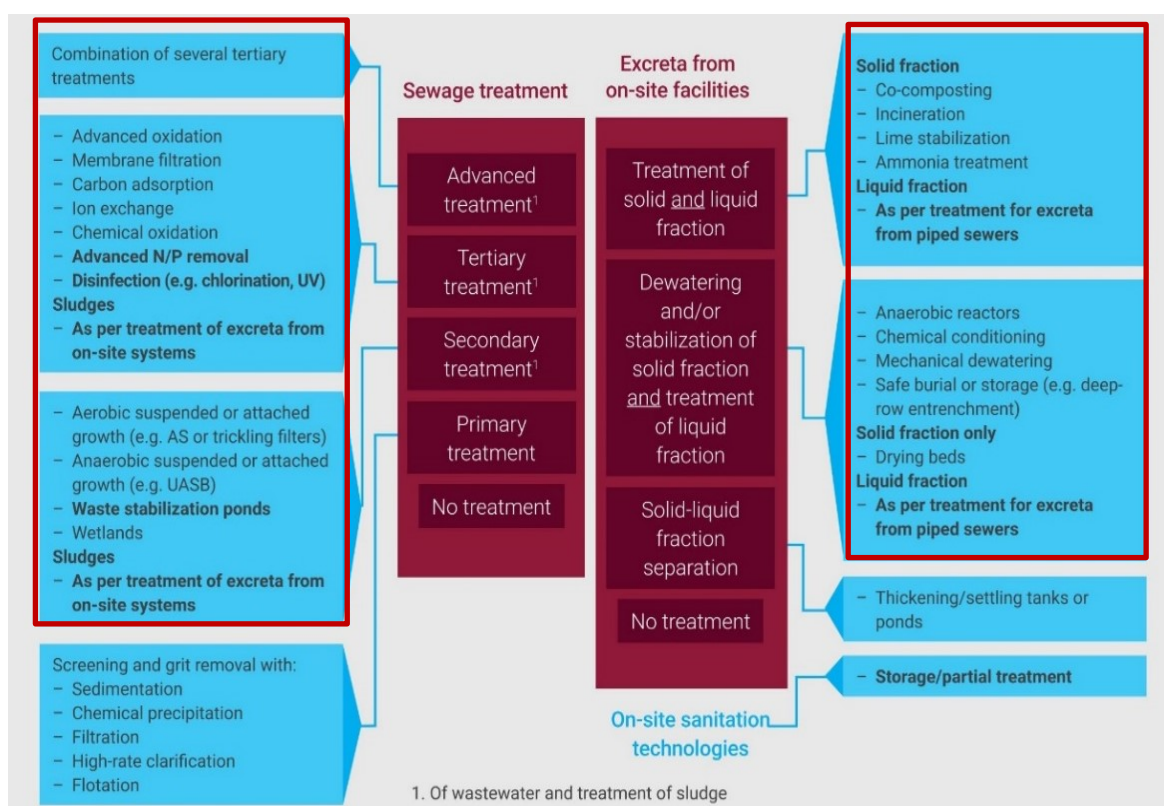 Combination of several tertiary
treatments
– Advanced oxidation
– Membrane filtration
– Carbon adsorption
– Ion exchange
– Chemical oxidation
– Advanced N/P removal
– Disinfection (e.g. chlorination, UV)
Sludges
– As per treatment of excreta from
on-site systems
– Aerobic suspended or attached
growth (e.g. AS or trickling filters)
– Anaerobic suspended or attached
growth (e.g. UASB)
– Waste stabilization ponds
– Wetlands
Sludges
– As per treatment of excreta from
on-site systems
Screening and grit removal with:
– Sedimentation
– Chemical precipitation
– Filtration
– High-rate clarification
– Flotation
Sewage treatment
Advanced
treatment¹
Tertiary
treatment¹
Secondary
treatment¹
Primary
treatment
No treatment
Excreta from
on-site facilities
Treatment of
solid and liquid
fraction
Dewatering
and/or
stabilization of
solid fraction
and treatment
of liquid
fraction
Solid-liquid
fraction
separation
No treatment
On-site sanitation
technologies
1. Of wastewater and treatment of sludge
Solid fraction
– Co-composting
– Incineration
– Lime stabilization
– Ammonia treatment
Liquid fraction
– As per treatment for excreta
from piped sewers
– Anaerobic reactors
– Chemical conditioning
– Mechanical dewatering
– Safe burial or storage (e.g. deep-
row entrenchment)
Solid fraction only
– Drying beds
Liquid fraction
– As per treatment for excreta
from piped sewers
– Thickening/settling tanks or
ponds
– Storage/partial treatment